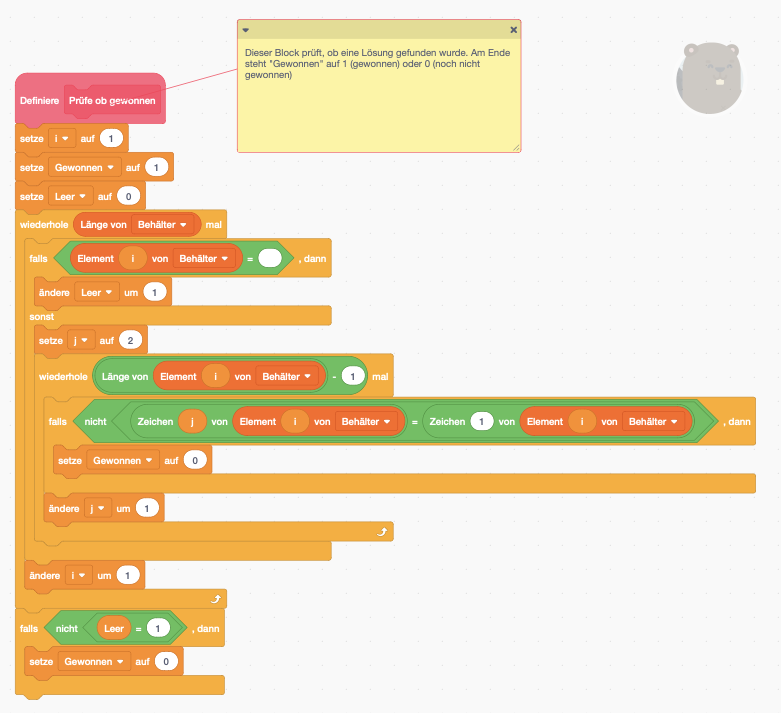 Dieser Block prüft, ob eine Lösung gefunden wurde. Am Ende
steht "Gewonnen" auf 1 (gewonnen) oder 0 (noch nicht
gewonnen)
Definiere Prüfe ob gewonnen
setze i auf 1
setze Gewonnen auf 1
setze Leer auf 0
wiederhole Länge von Behälter mal
falls Element i von Behälter = , dann
ändere Leer um 1
sonst
setze j auf 2
wiederhole Länge von Element i von Behälter - 1 mal
falls nicht Zeichen j von Element i von Behälter = Zeichen 1 von Element i von Behälter , dann
setze Gewonnen auf 0
ändere j um 1
ändere i um 1
falls nicht Leer = 1 , dann
setze Gewonnen auf 0